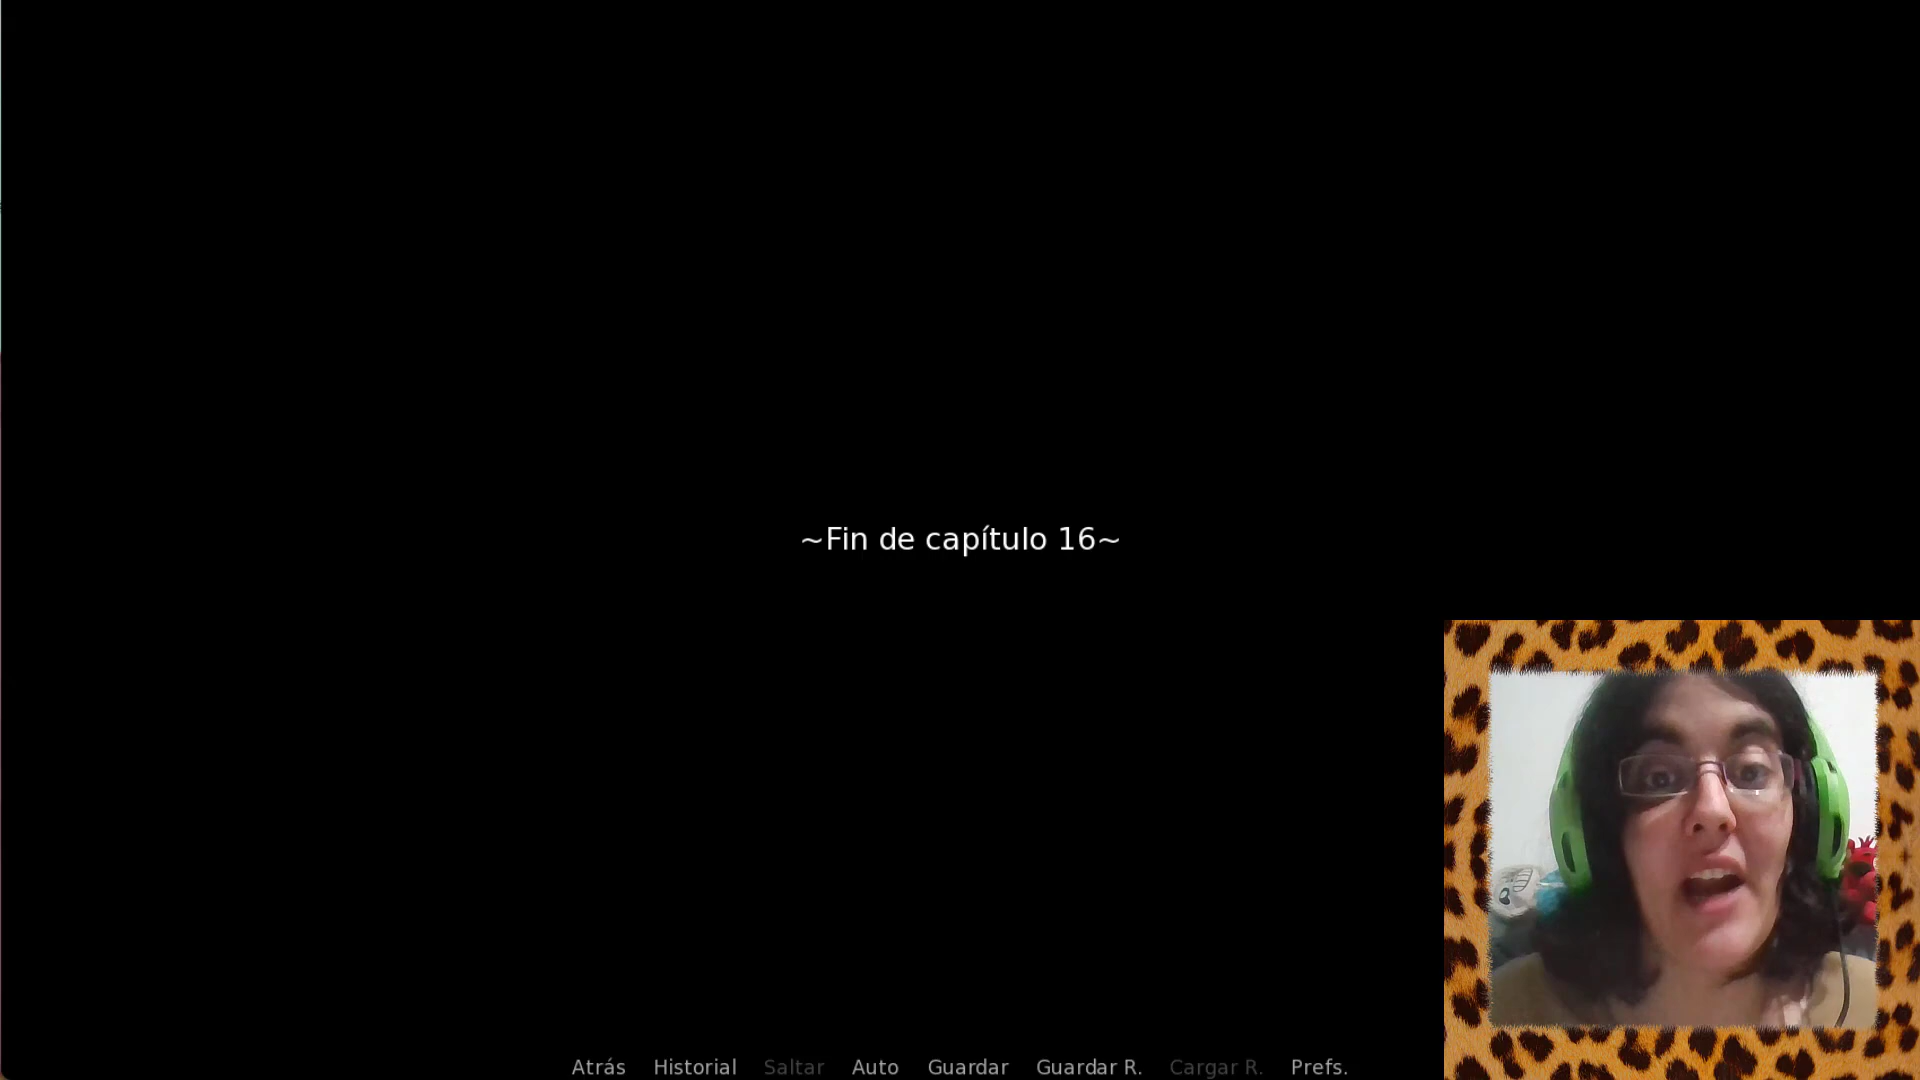 ~Fin de capítulo 16~
Atrás Historial Saltar Auto Guardar Guardar R. Cargar R. Prefs.